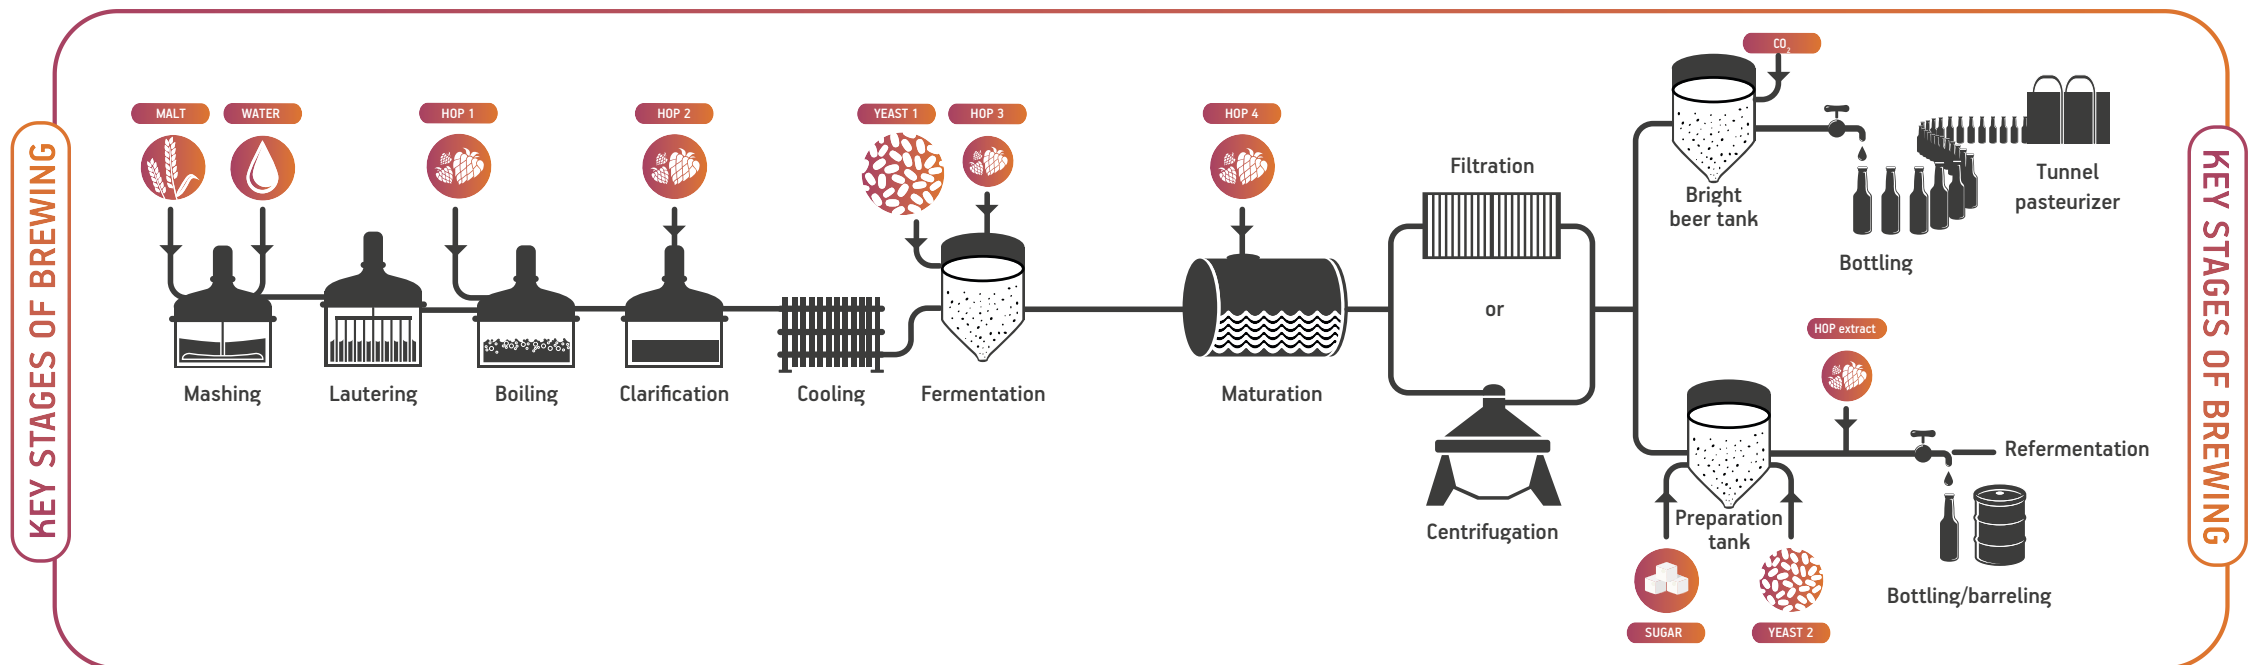 KEY STAGES OF BREWING
MALT
WATER
HOP 1
HOP 2
YEAST 1
HOP 3
HOP 4
CO2
Mashing
Lautering
Boiling
Clarification
Cooling
Fermentation
Maturation
Filtration
or
Centrifugation
Bright
beer tank
Bottling
Tunnel
pasteurizer
HOP extract
Refermentation
Preparation
tank
SUGAR
YEAST 2
Bottling/barreling
KEY STAGES OF BREWING